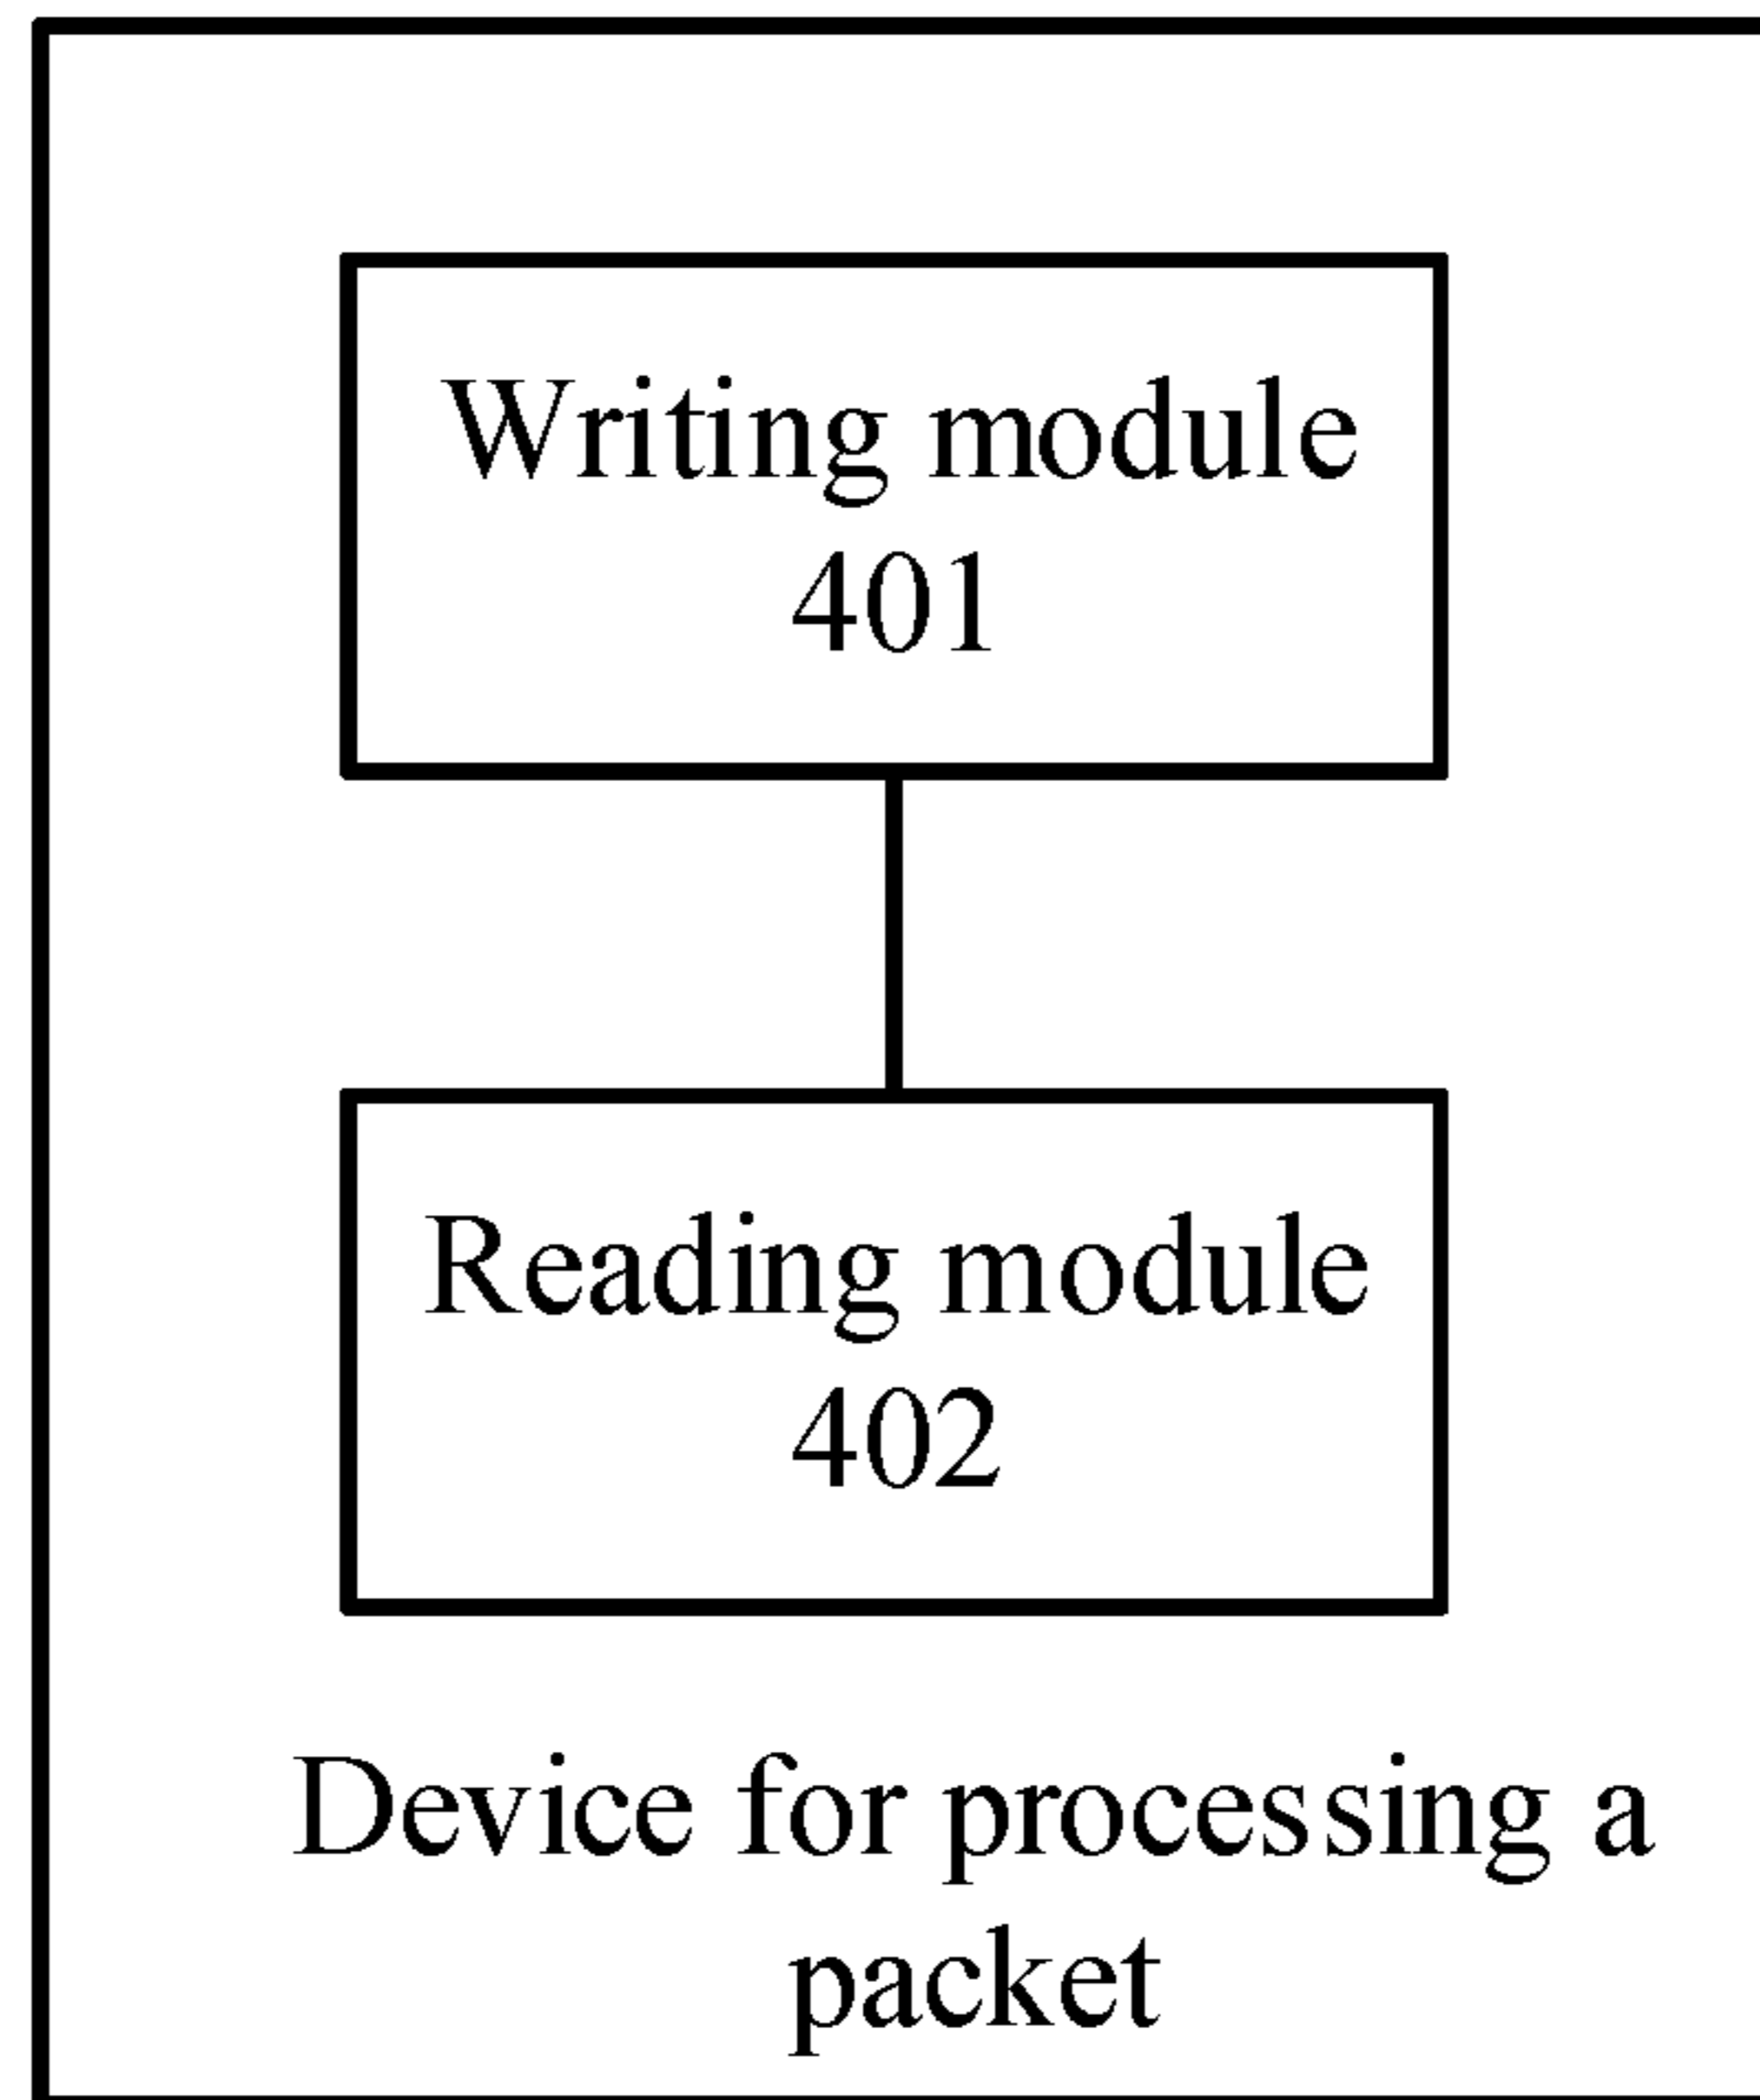 Writing module
401
Reading module
402
Device for processing a
packet